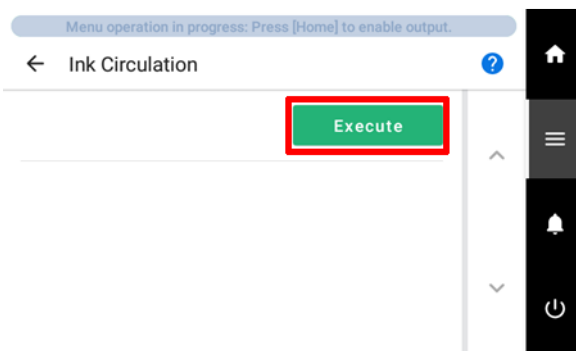 Menu operation in progress: Press [Home] to enable output.
Ink Circulation
?
Execute